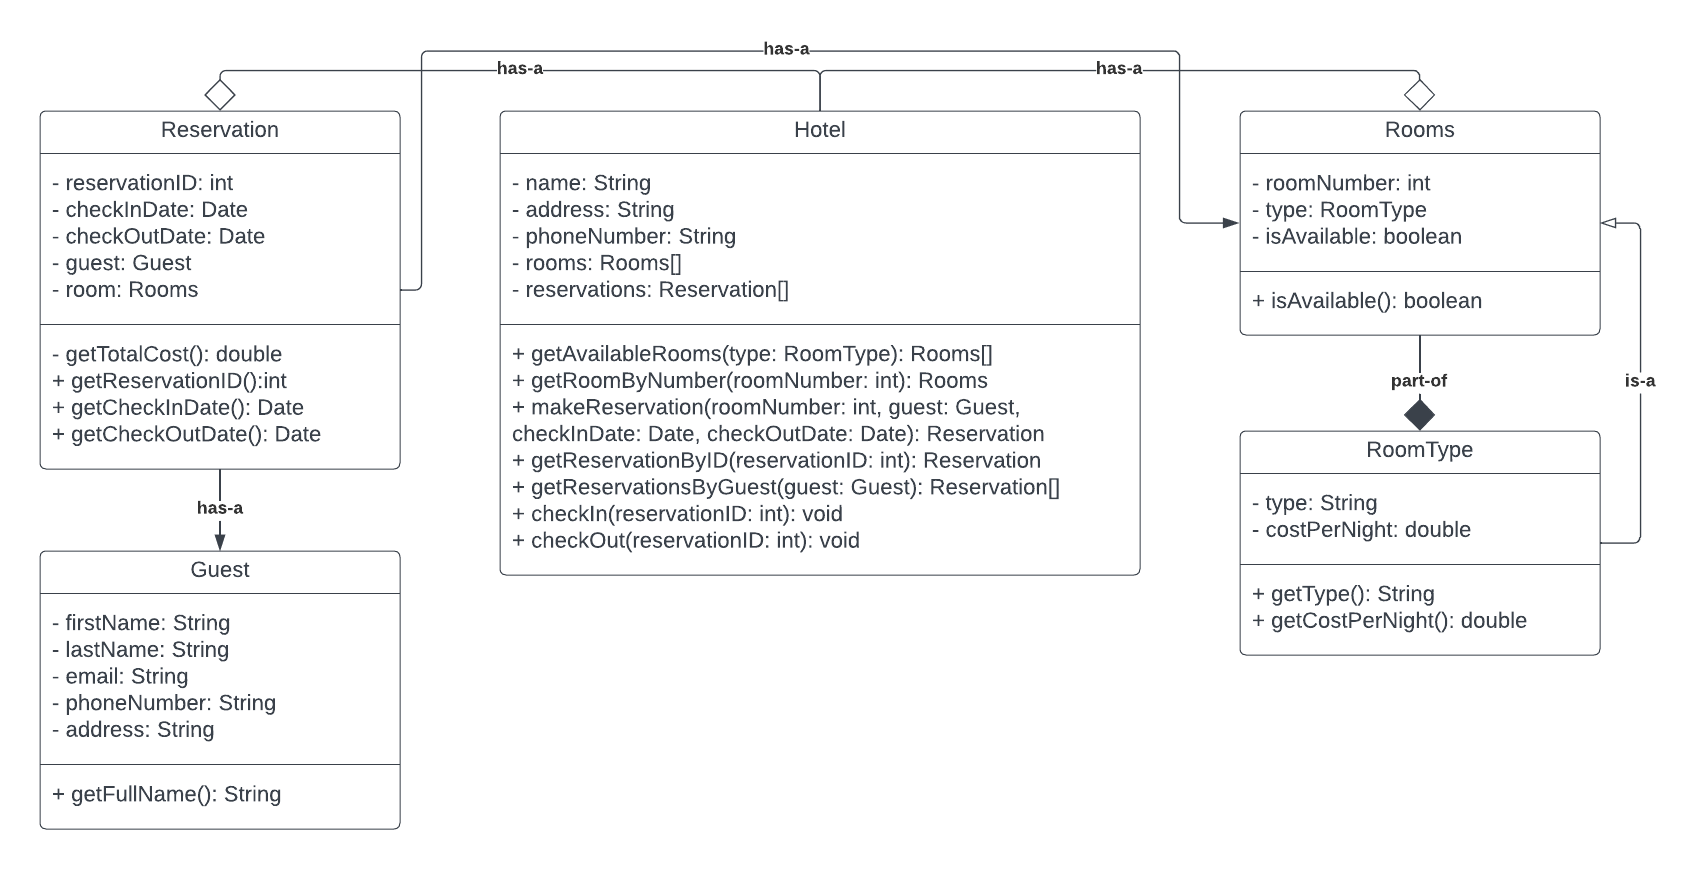 has-a
has-a
has-a
Reservation
- reservationID: int
- checkInDate: Date
- checkOutDate: Date
- guest: Guest
- room: Rooms
- getTotalCost(): double
+ getReservationID():int
+ getCheckInDate(): Date
+ getCheckOutDate(): Date
has-a
Guest
- firstName: String
- lastName: String
- email: String
- phoneNumber: String
- address: String
+ getFullName(): String
Hotel
- name: String
- address: String
- phoneNumber: String
- rooms: Rooms[]
- reservations: Reservation[]
+ getAvailableRooms(type: RoomType): Rooms[]
+ getRoomByNumber(roomNumber: int): Rooms
+ makeReservation(roomNumber: int, guest: Guest,
checkInDate: Date, checkOutDate: Date): Reservation
+ getReservationByID(reservationID: int): Reservation
+ getReservationsByGuest(guest: Guest): Reservation[]
+ checkIn(reservationID: int): void
+ checkOut(reservationID: int): void
Rooms
- roomNumber: int
- type: RoomType
- isAvailable: boolean
+ isAvailable(): boolean
part-of
is-a
RoomType
- type: String
- costPerNight: double
+ getType(): String
+ getCostPerNight(): double